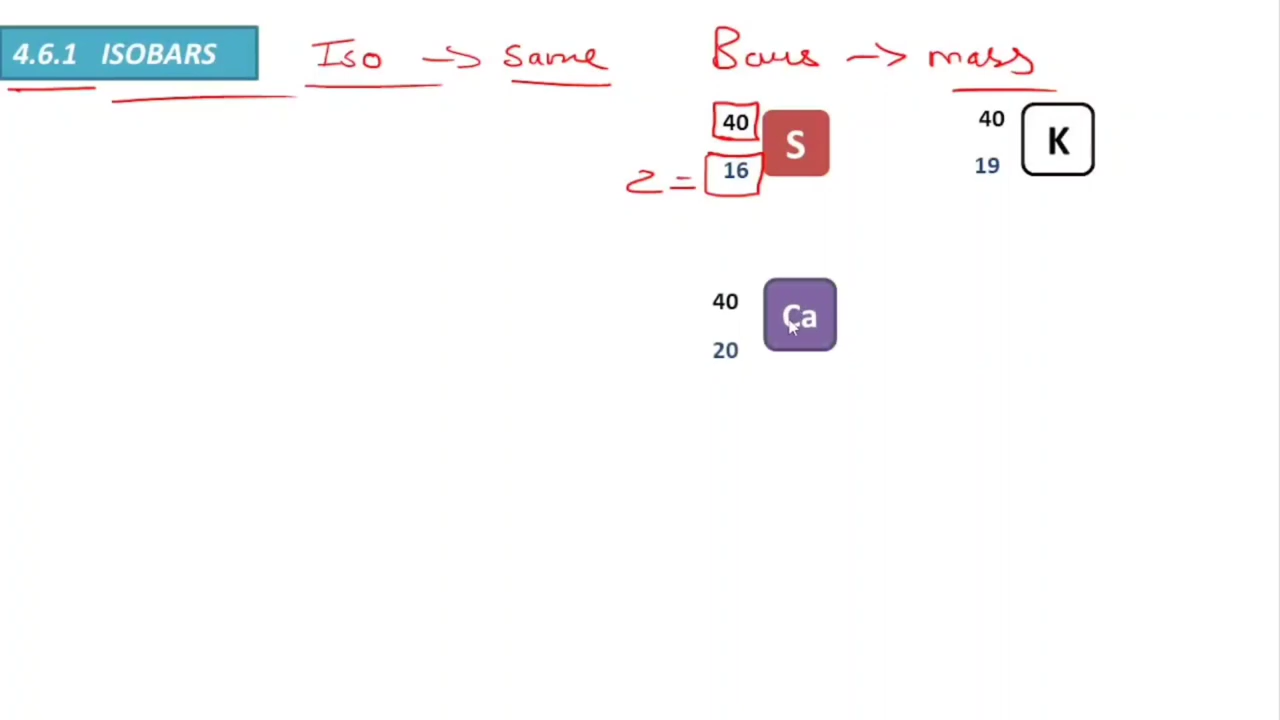 4.6.1 ISOBARS Iso -> same Bars -> mass
40 S 40 K
z = 16 19
40 Ca
20